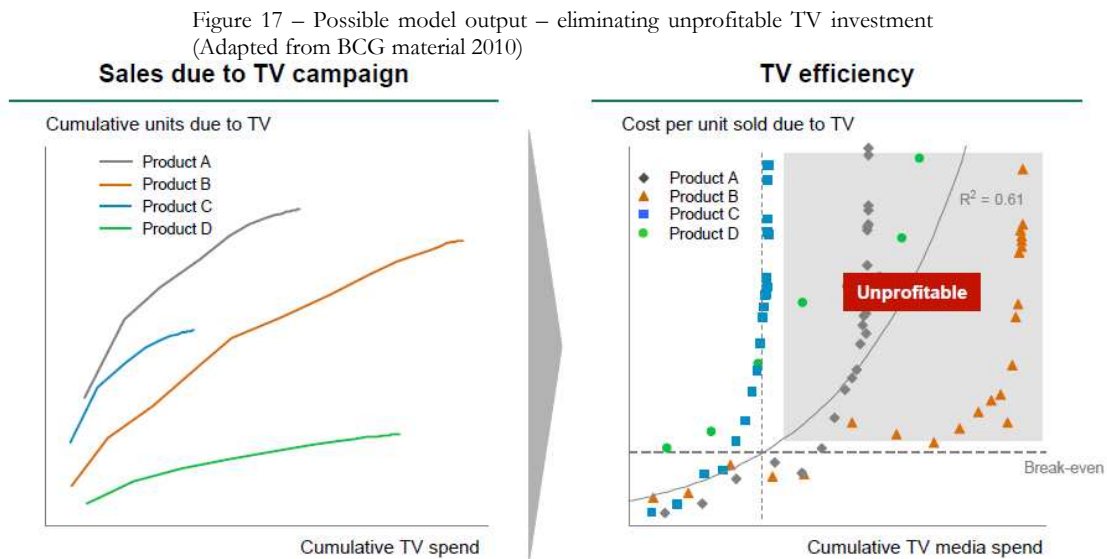 Figure 17 – Possible model output – eliminating unprofitable TV investment
(Adapted from BCG material 2010)
Sales due to TV campaign
Cumulative units due to TV
Product A
Product B
Product C
Product D
Cumulative TV spend
TV efficiency
Cost per unit sold due to TV
Product A
Product B
Product C
Product D
R² = 0.61
Unprofitable
Break-even
Cumulative TV media spend